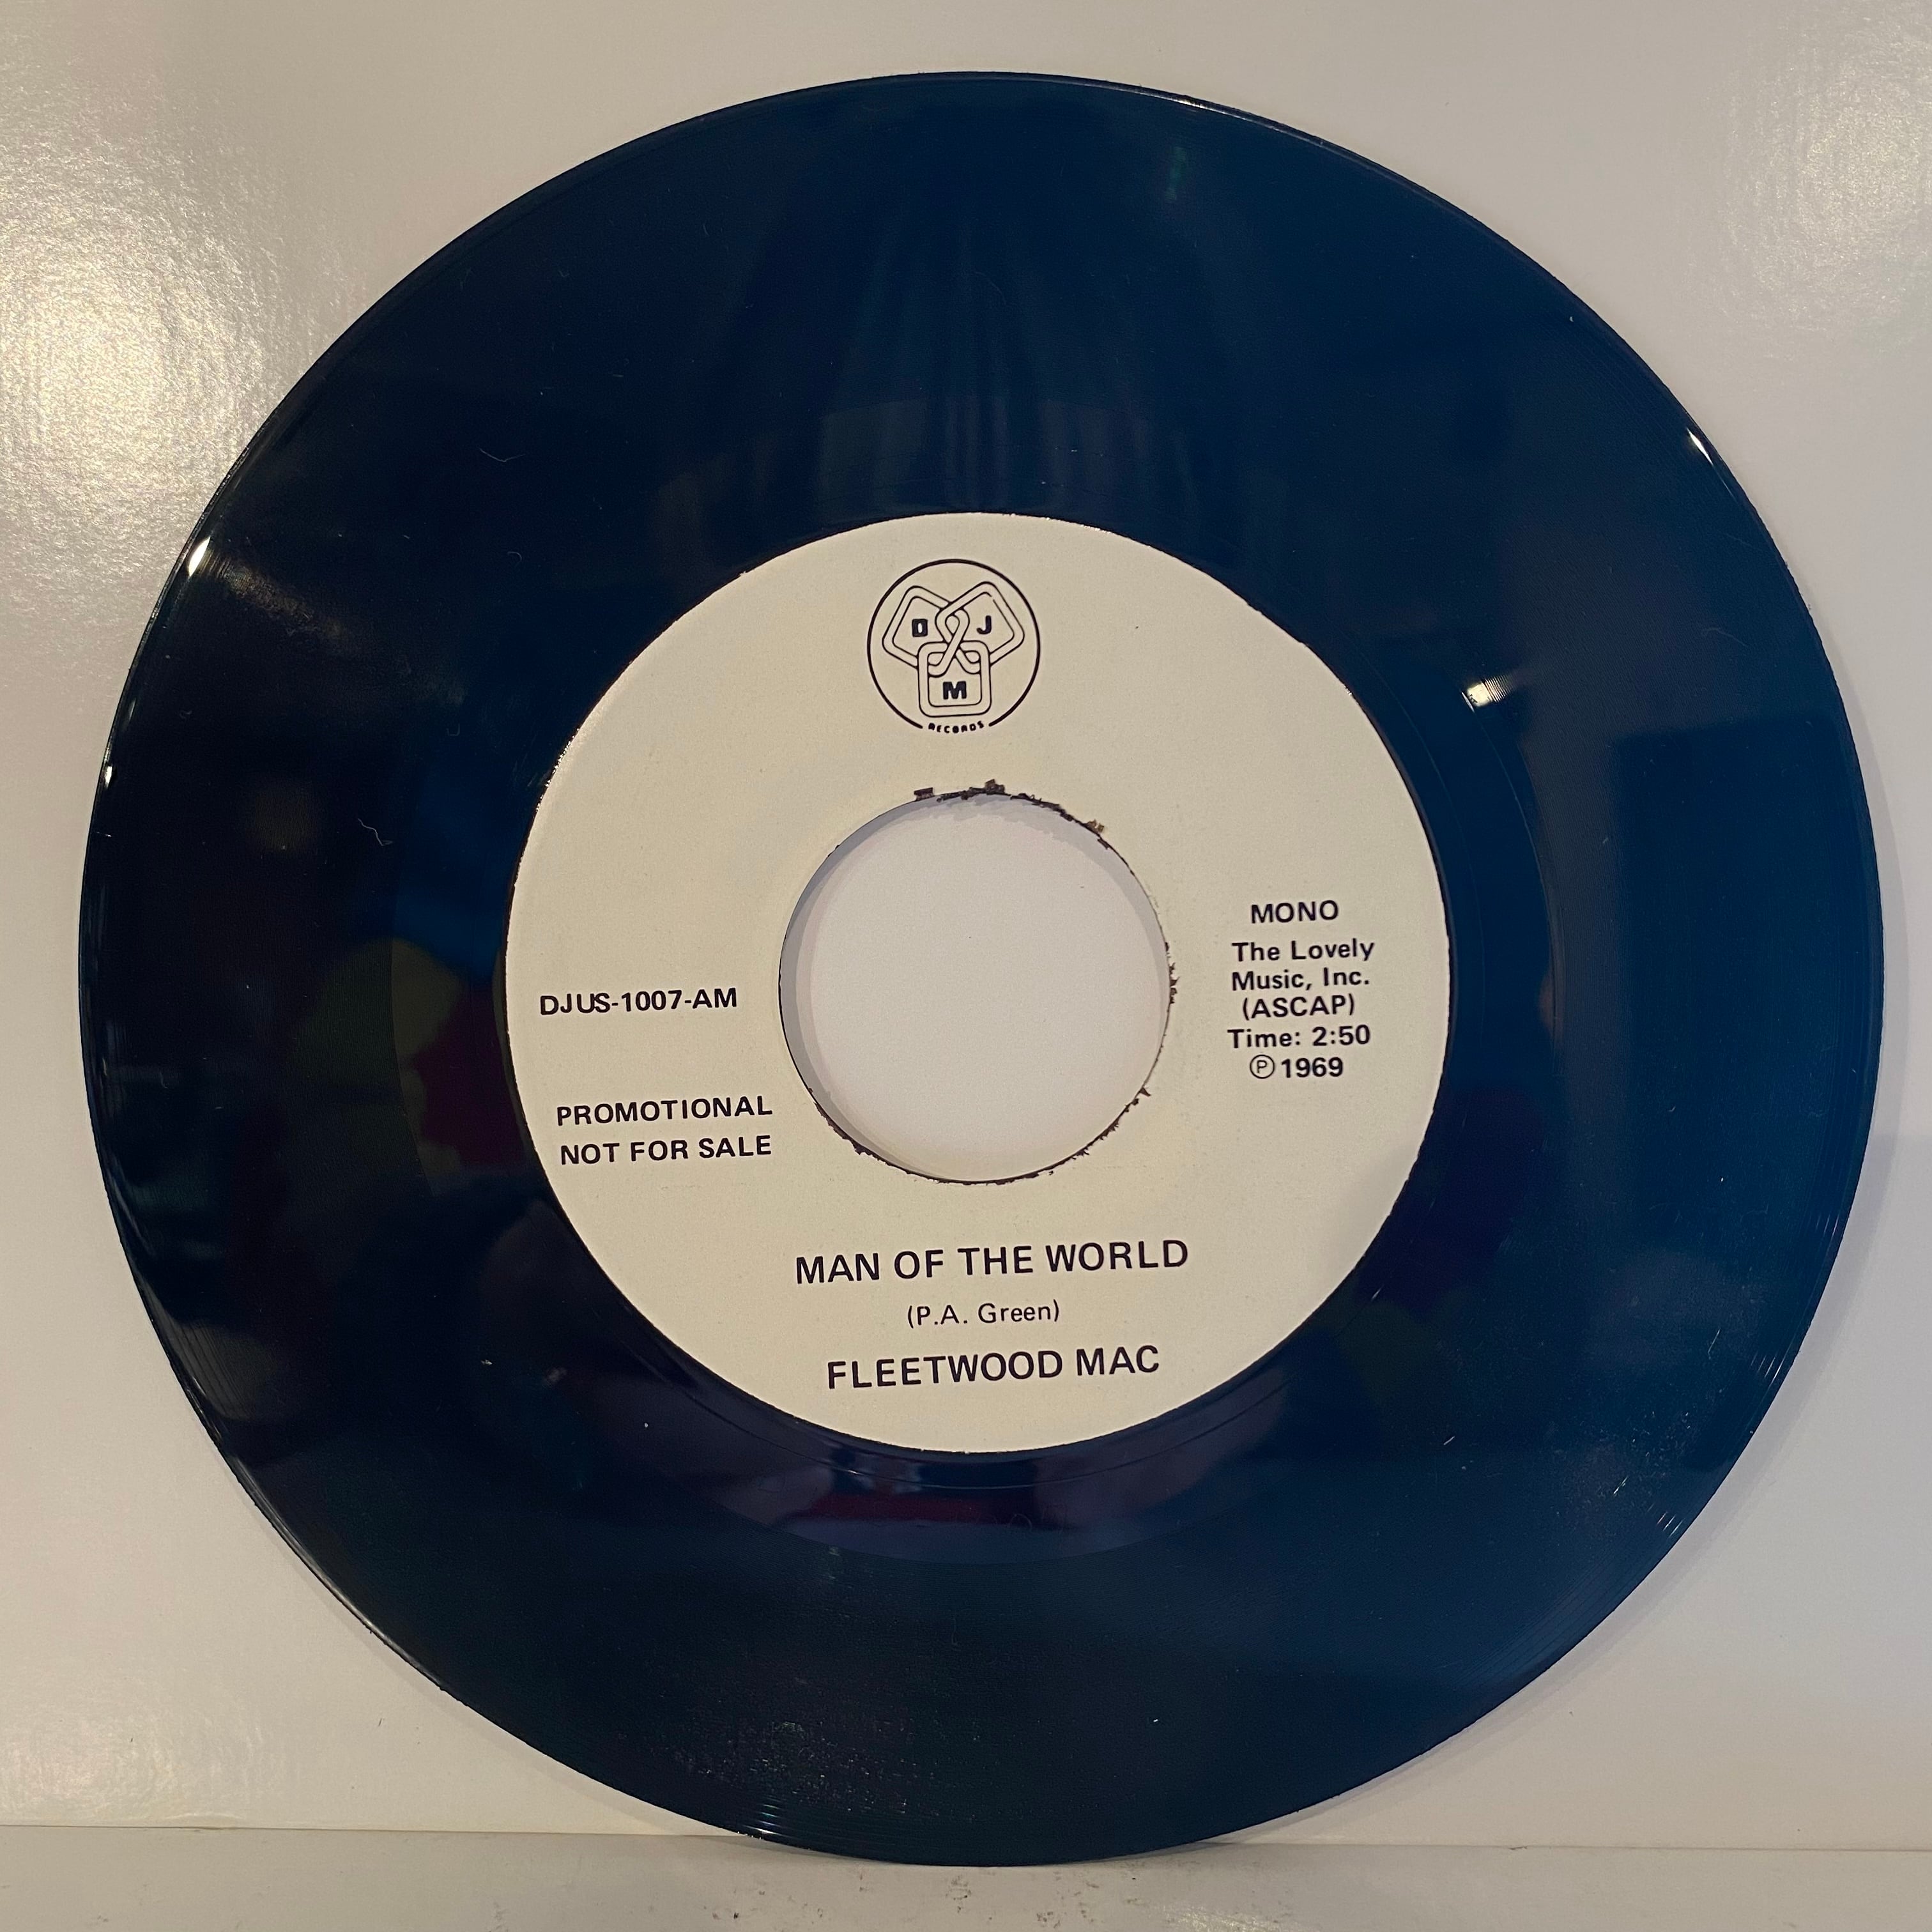 D J
M
RECORDS
MONO
The Lovely
Music, Inc.
(ASCAP)
Time: 2:50
℗ 1969
DJUS-1007-AM
PROMOTIONAL
NOT FOR SALE
MAN OF THE WORLD
(P.A. Green)
FLEETWOOD MAC